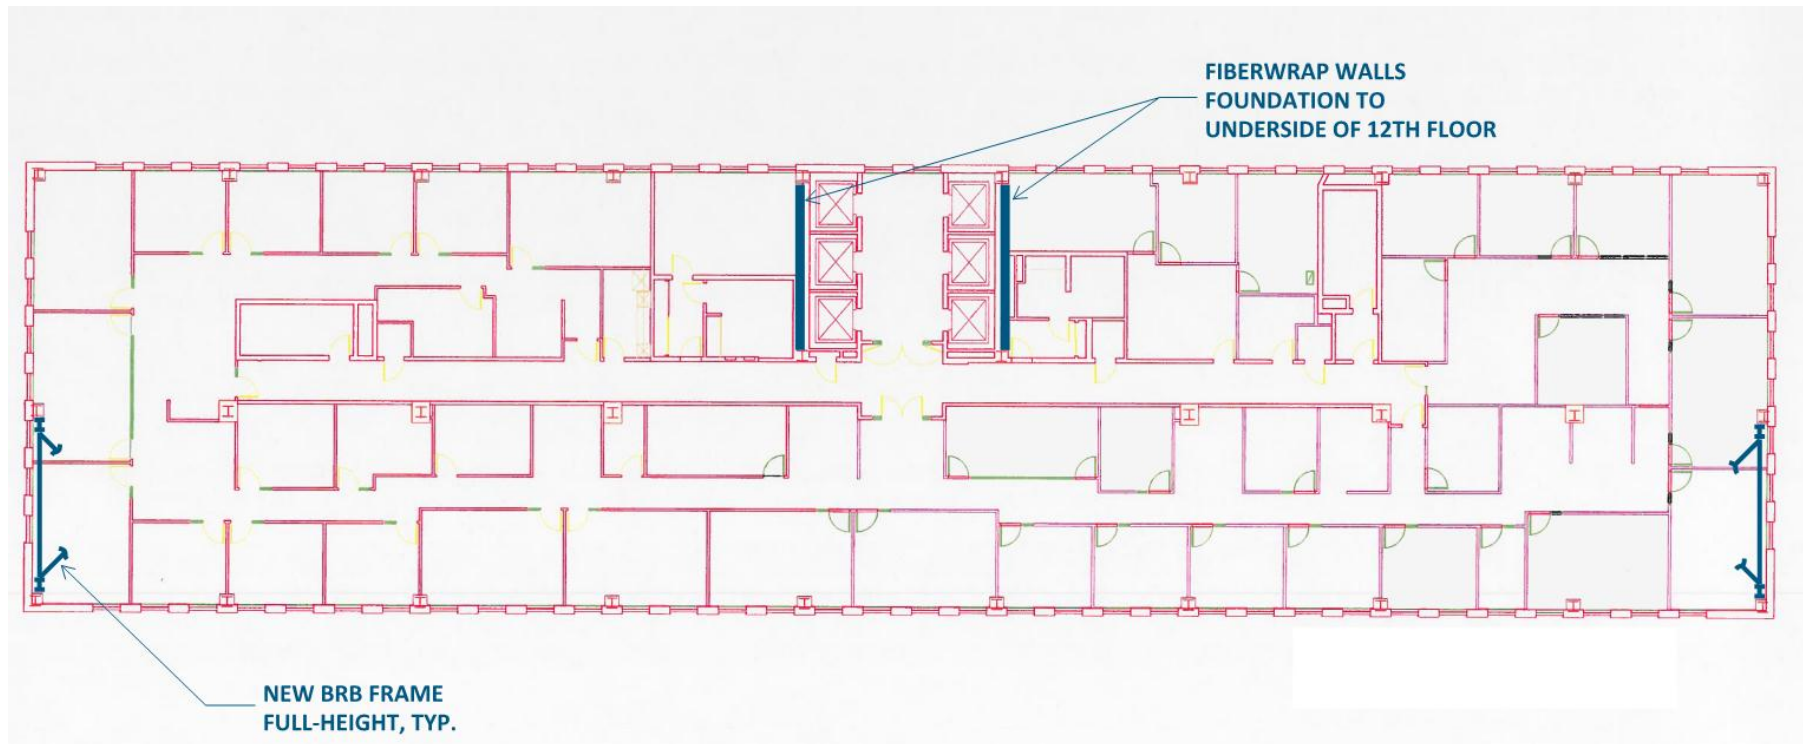 FIBERWRAP WALLS
FOUNDATION TO
UNDERSIDE OF 12TH FLOOR
NEW BRB FRAME
FULL-HEIGHT, TYP.